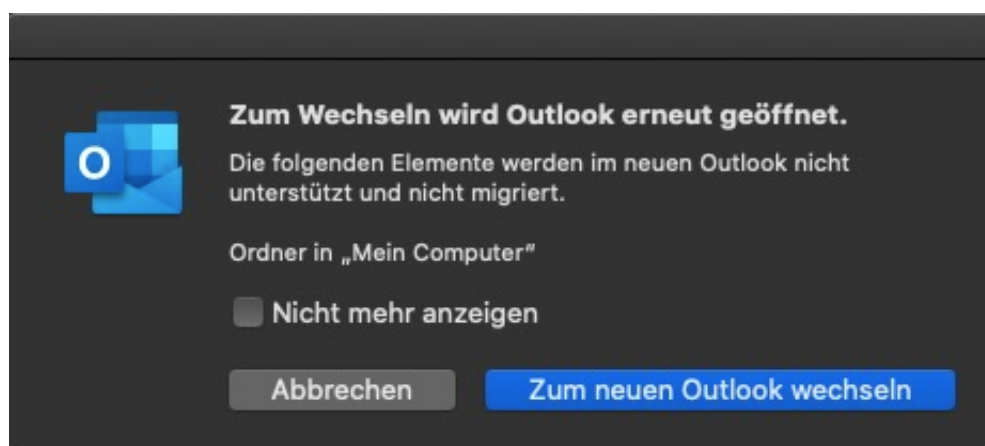 Zum Wechseln wird Outlook erneut geöffnet.
Die folgenden Elemente werden im neuen Outlook nicht
unterstützt und nicht migriert.
Ordner in „Mein Computer"
Nicht mehr anzeigen
Abbrechen
Zum neuen Outlook wechseln